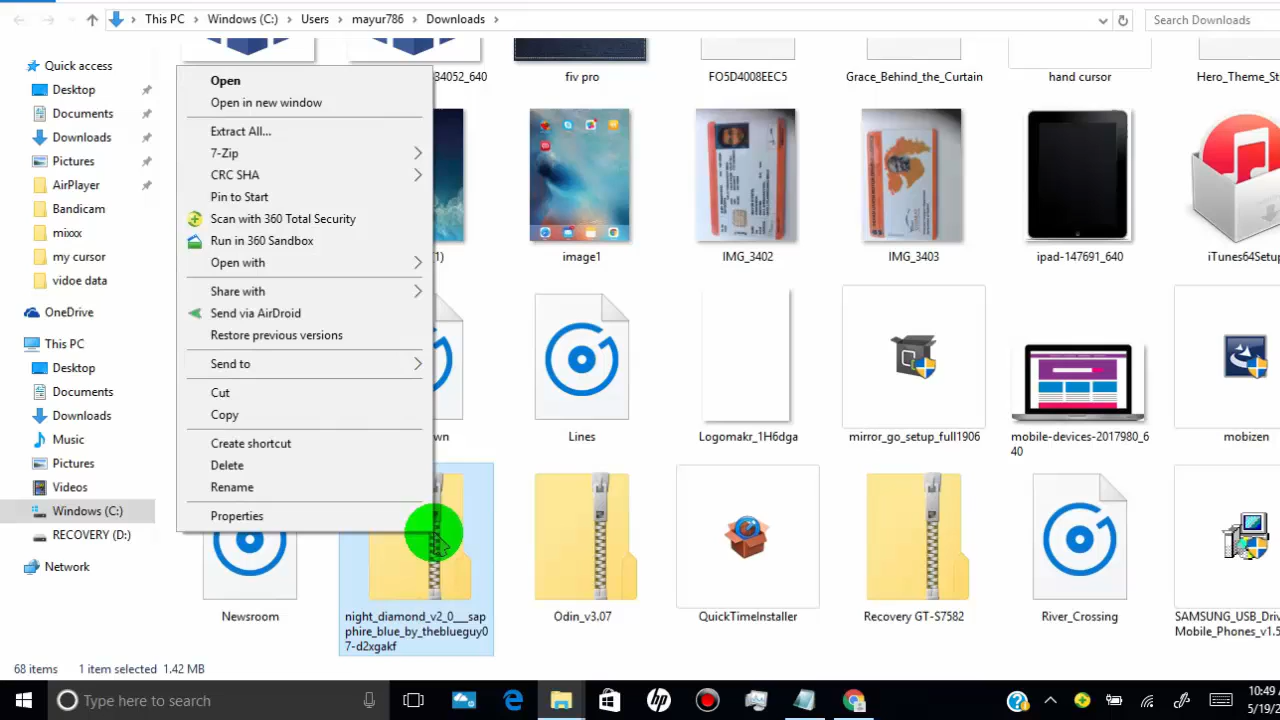 This PC > Windows (C:) > Users > mayur786 > Downloads >
Search Downloads
Quick access
Desktop
Documents
Downloads
Pictures
AirPlayer
Bandicam
mixxx
my cursor
vidoe data
OneDrive
This PC
Desktop
Documents
Downloads
Music
Pictures
Videos
Windows (C:)
RECOVERY (D:)
Network
Open
Open in new window
Extract All...
7-Zip
CRC SHA
Pin to Start
Scan with 360 Total Security
Run in 360 Sandbox
Open with
Share with
Send via AirDroid
Restore previous versions
Send to
Cut
Copy
Create shortcut
Delete
Rename
Properties
84052_640
fiv pro
FO5D4008EEC5
Grace_Behind_the_Curtain
hand cursor
Hero_Theme_St
1)
image1
IMG_3402
IMG_3403
ipad-147691_640
iTunes64Setup
wn
Lines
Logomakr_1H6dga
mirror_go_setup_full1906
mobile-devices-2017980_6
40
mobizen
Newsroom
night_diamond_v2_0___sap
phire_blue_by_theblueguy0
7-d2xgakf
Odin_v3.07
QuickTimeInstaller
Recovery GT-S7582
River_Crossing
SAMSUNG_USB_Driv
Mobile_Phones_v1.5
68 items
1 item selected 1.42 MB
Type here to search
10:49
5/19/2